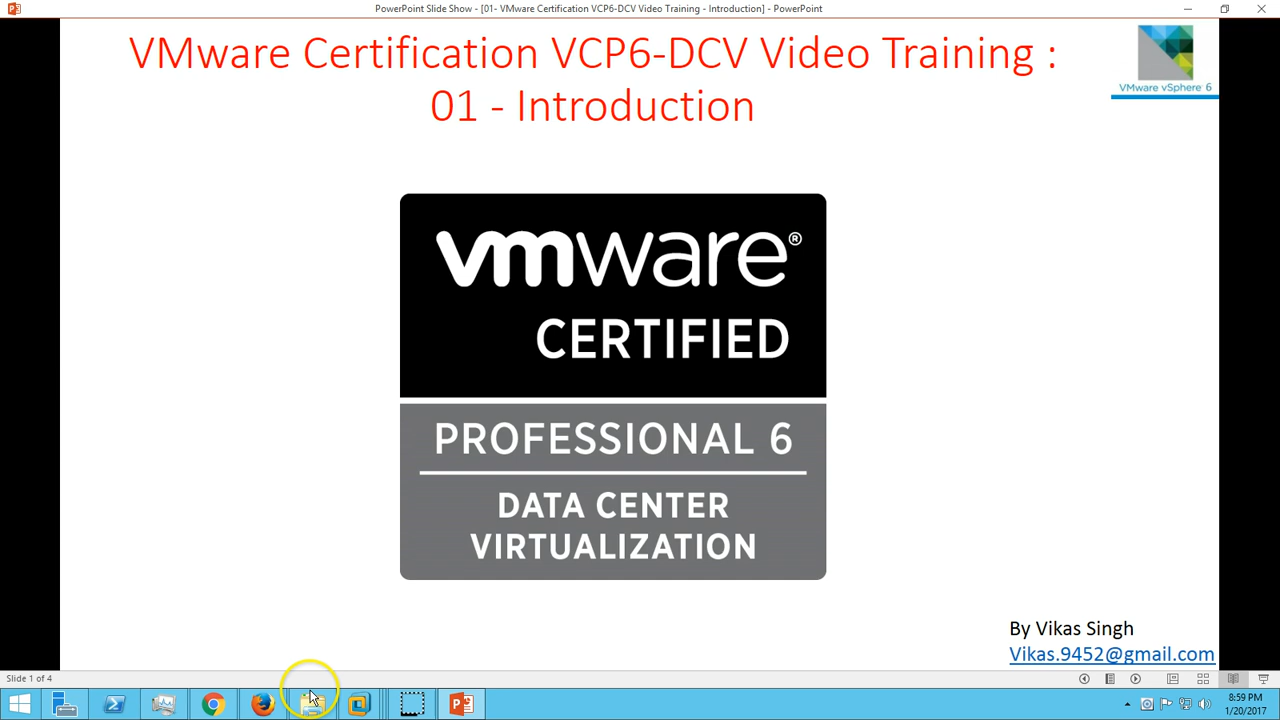 PowerPoint Slide Show - [01- VMware Certification VCP6-DCV Video Training - Introduction] - PowerPoint
VMware Certification VCP6-DCV Video Training :
01 - Introduction
VMware vSphere 6
vmware®
CERTIFIED
PROFESSIONAL 6
DATA CENTER
VIRTUALIZATION
By Vikas Singh
Vikas.9452@gmail.com
Slide 1 of 4
8:59 PM
1/20/2017